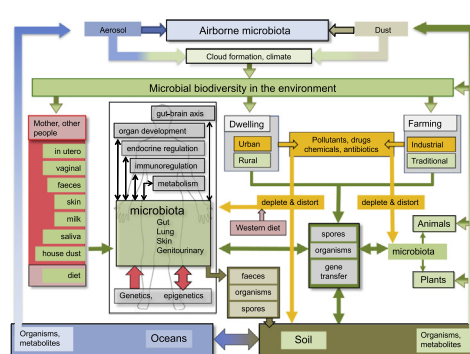 Aerosol
Airborne microbiota
Dust
Cloud formation, climate
Microbial biodiversity in the environment
Mother, other
people
in utero
vaginal
faeces
skin
milk
saliva
house dust
diet
gut-brain axis
organ development
endocrine regulation
immunoregulation
metabolism
microbiota
Gut
Lung
Skin
Genitourinary
Genetics,
epigenetics
Dwelling
Urban
Rural
Pollutants, drugs
chemicals, antibiotics
Farming
Industrial
Traditional
deplete & distort
deplete & distort
Western diet
spores
organisms
gene
transfer
Animals
microbiota
Plants
faeces
organisms
spores
Organisms,
metabolites
Oceans
Soil
Organisms,
metabolites